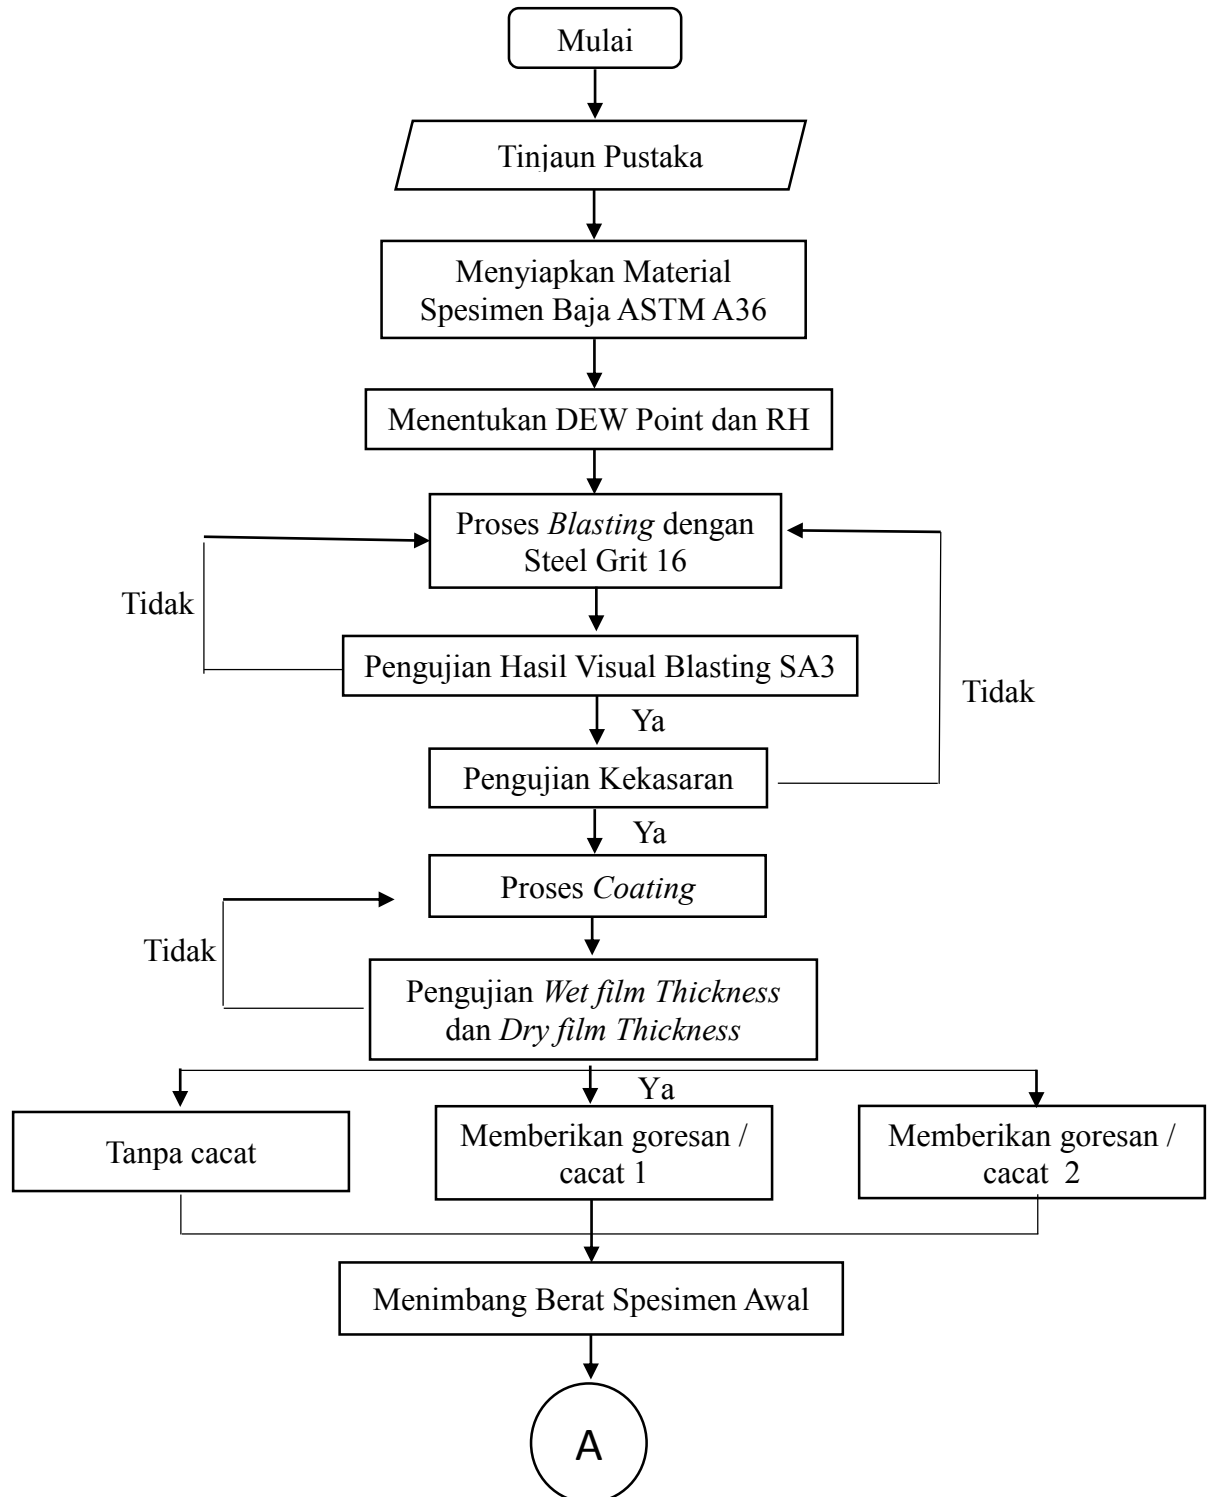 Mulai
Tinjaun Pustaka
Menyiapkan Material
Spesimen Baja ASTM A36
Menentukan DEW Point dan RH
Proses Blasting dengan
Steel Grit 16
Tidak
Pengujian Hasil Visual Blasting SA3
Tidak
Ya
Pengujian Kekasaran
Ya
Proses Coating
Tidak
Pengujian Wet film Thickness
dan Dry film Thickness
Ya
Tanpa cacat
Memberikan goresan /
cacat 1
Memberikan goresan /
cacat 2
Menimbang Berat Spesimen Awal
A